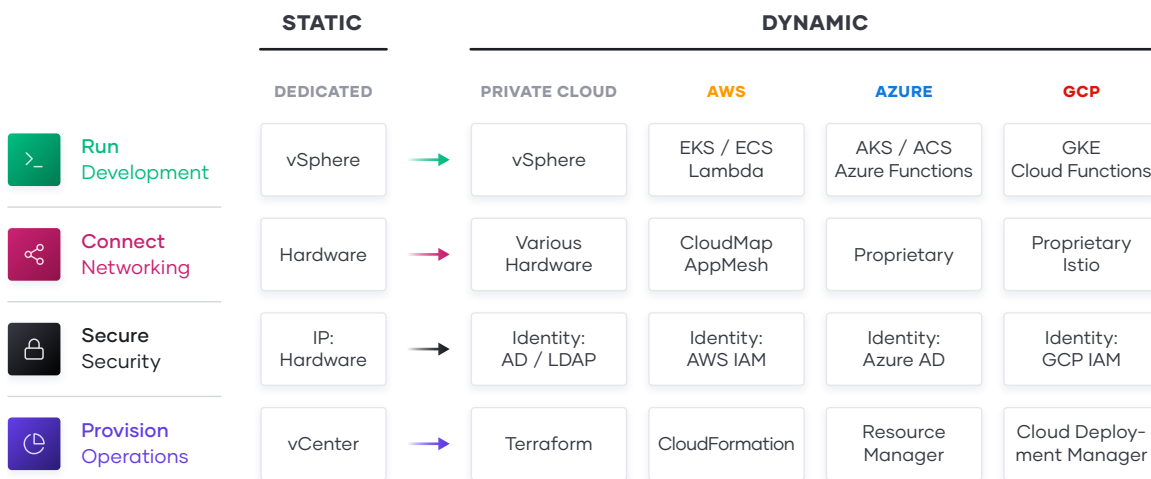 STATIC
DYNAMIC
DEDICATED
PRIVATE CLOUD
AWS
AZURE
GCP
>_
Run
Development
vSphere
vSphere
EKS / ECS
Lambda
AKS / ACS
Azure Functions
GKE
Cloud Functions
Connect
Networking
Hardware
Various
Hardware
CloudMap
AppMesh
Proprietary
Proprietary
Istio
Secure
Security
IP:
Hardware
Identity:
AD / LDAP
Identity:
AWS IAM
Identity:
Azure AD
Identity:
GCP IAM
Provision
Operations
vCenter
Terraform
CloudFormation
Resource
Manager
Cloud Deploy-
ment Manager